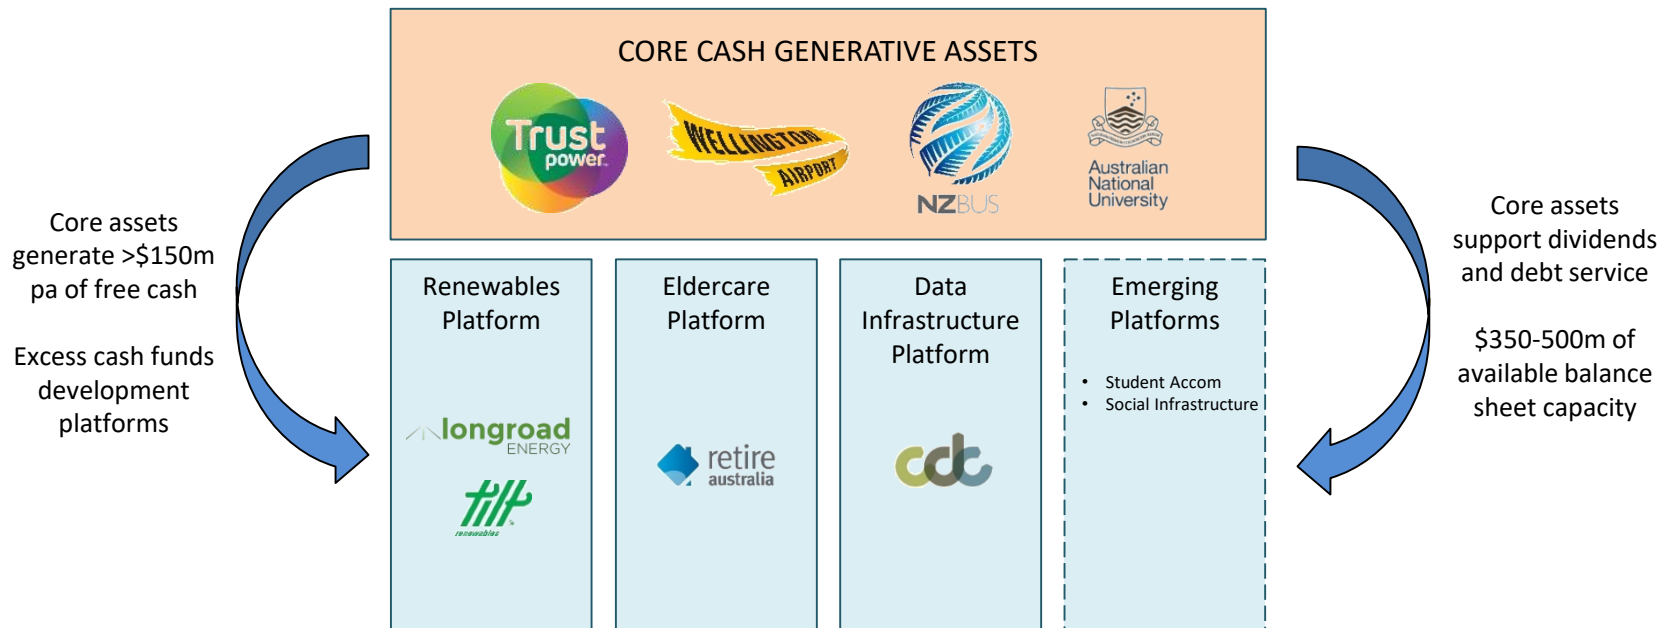 CORE CASH GENERATIVE ASSETS
Trust
power
WELLINGTON
AIRPORT
NZBUS
Australian
National
University
Core assets
generate >$150m
pa of free cash
Excess cash funds
development
platforms
Renewables
Platform
longroad
ENERGY
tilt
renewables
Eldercare
Platform
retire
australia
Data
Infrastructure
Platform
cdc
Emerging
Platforms
• Student Accom
• Social Infrastructure
Core assets
support dividends
and debt service
$350-500m of
available balance
sheet capacity